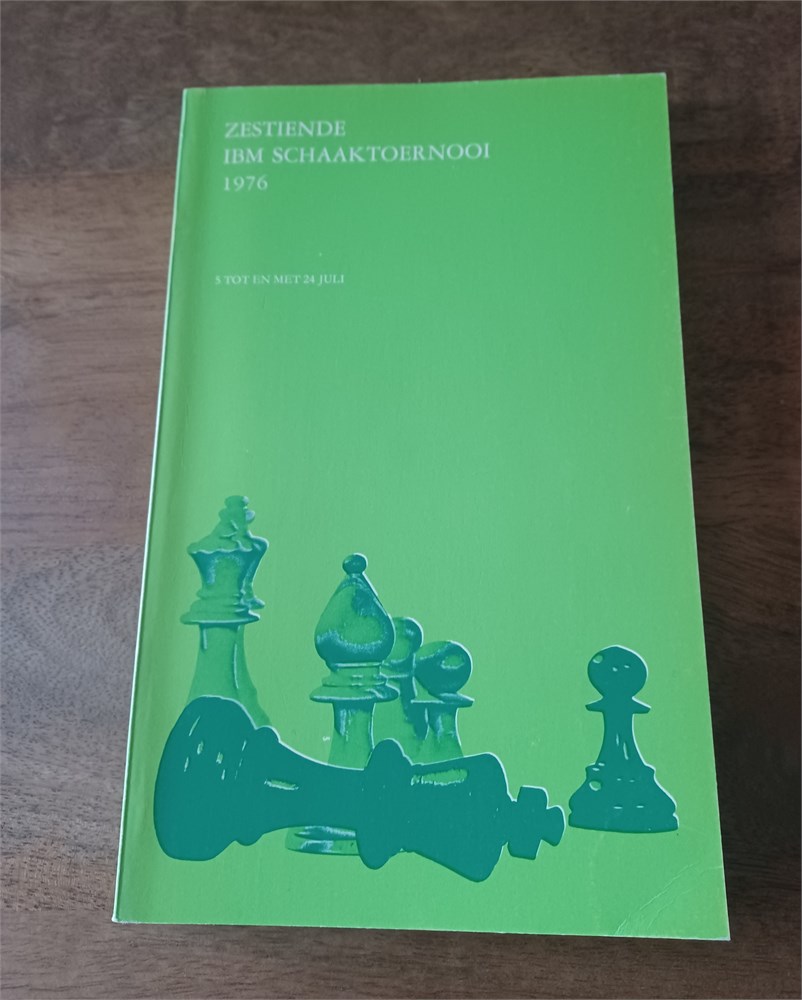 ZESTIENDE
IBM SCHAAKTOERNOOI
1976
5 TOT EN MET 24 JULI